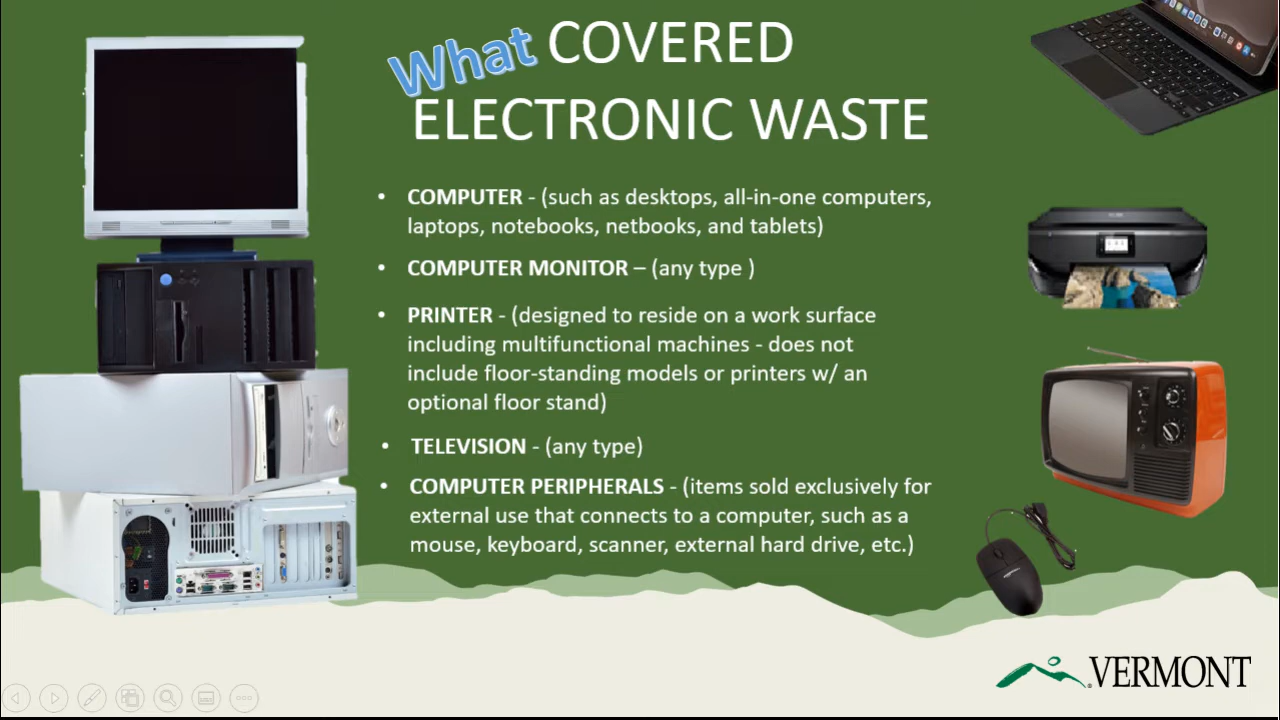 What COVERED
ELECTRONIC WASTE
• COMPUTER - (such as desktops, all-in-one computers,
laptops, notebooks, netbooks, and tablets)
• COMPUTER MONITOR – (any type )
• PRINTER - (designed to reside on a work surface
including multifunctional machines - does not
include floor-standing models or printers w/ an
optional floor stand)
• TELEVISION - (any type)
• COMPUTER PERIPHERALS - (items sold exclusively for
external use that connects to a computer, such as a
mouse, keyboard, scanner, external hard drive, etc.)
VERMONT